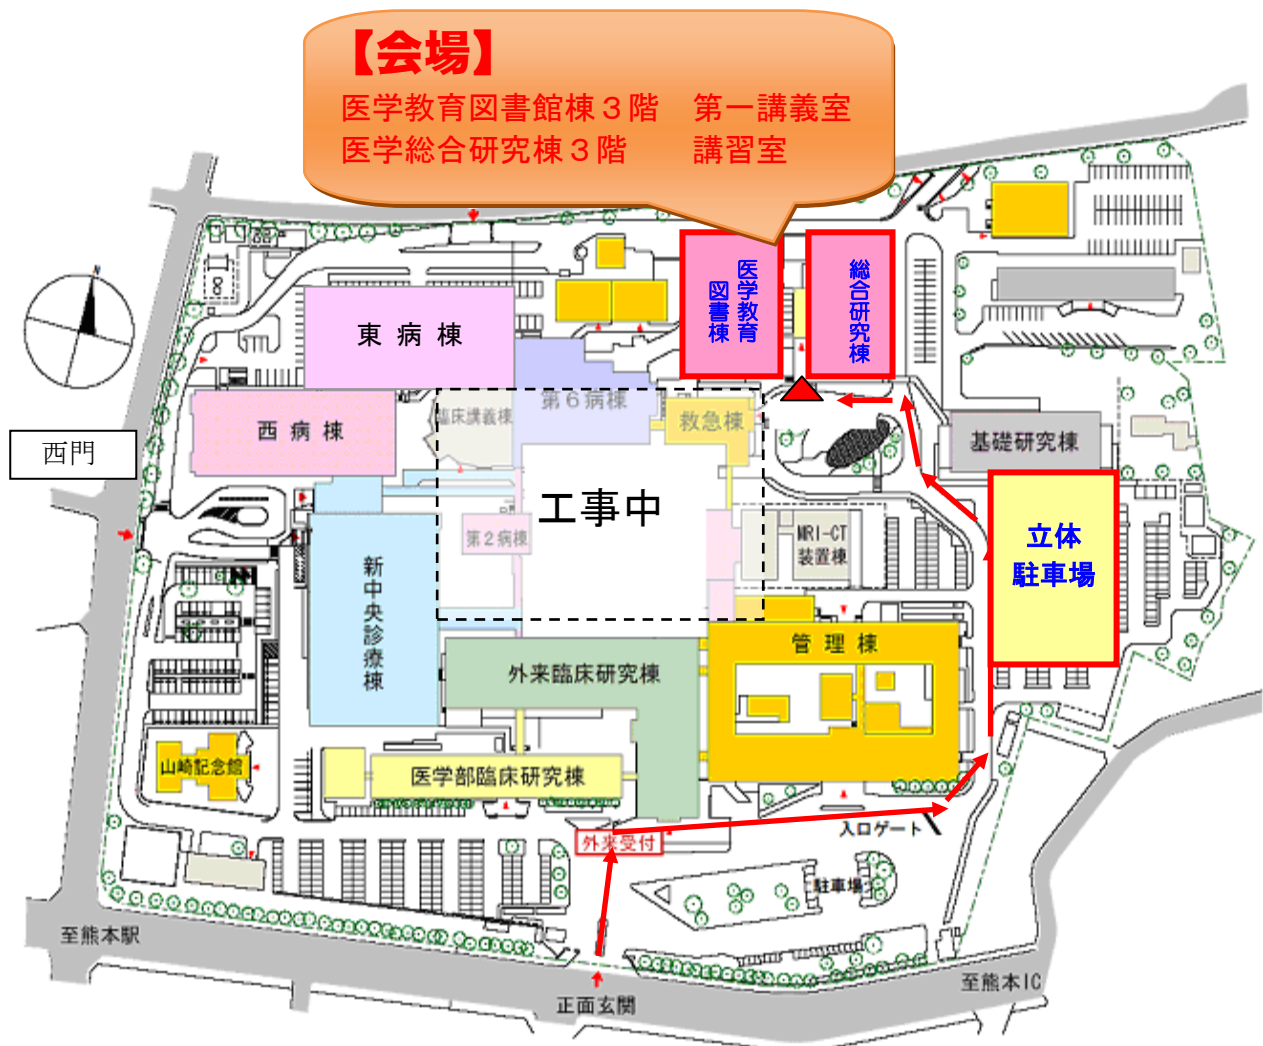 【会場】
医学教育図書館棟３階　第一講義室
医学総合研究棟３階　　講習室
N
医学教育
図書棟
総合研究棟
東病棟
第６病棟
臨床講義棟
救急棟
西病棟
西門
基礎研究棟
工事中
第２病棟
MRI-CT
装置棟
立体
駐車場
新中央診療棟
管理棟
外来臨床研究棟
山崎記念館
医学部臨床研究棟
入口ゲート
外来受付
駐車場
至熊本駅
至熊本IC
正面玄関